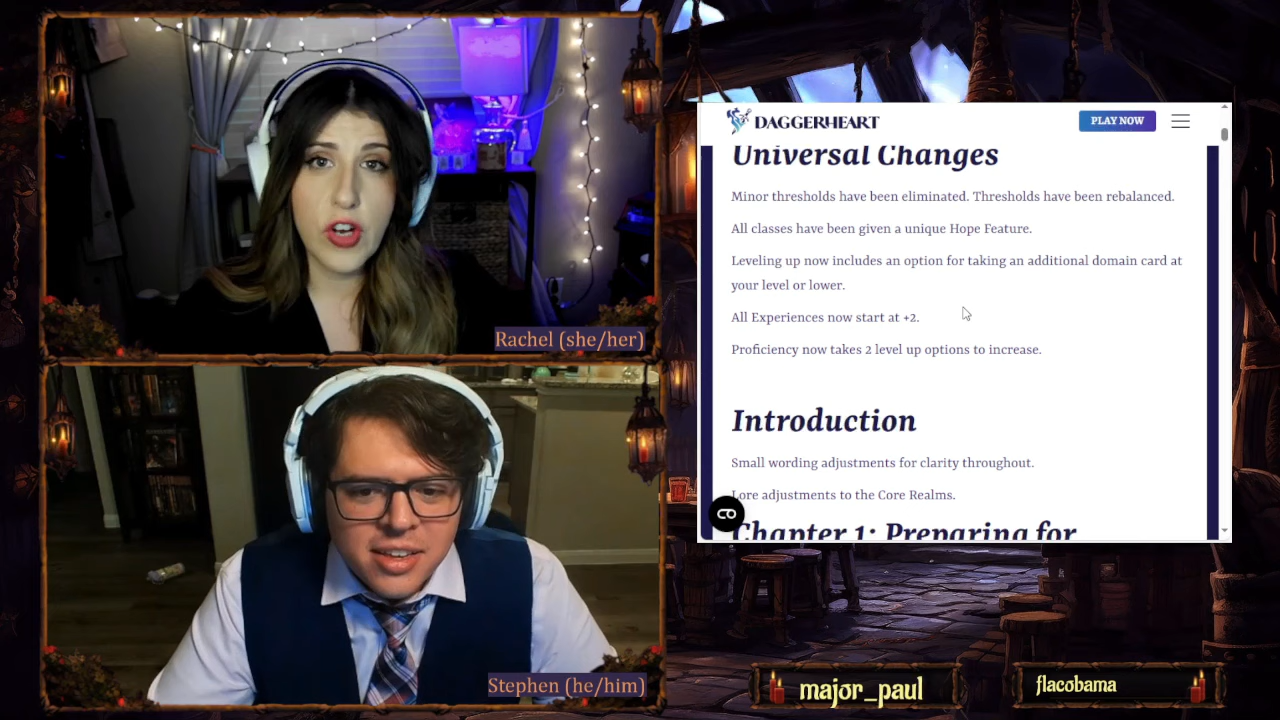 Rachel (she/her)
Stephen (he/him)
DAGGERHEART
PLAY NOW
Universal Changes
Minor thresholds have been eliminated. Thresholds have been rebalanced.
All classes have been given a unique Hope Feature.
Leveling up now includes an option for taking an additional domain card at
your level or lower.
All Experiences now start at +2.
Proficiency now takes 2 level up options to increase.
Introduction
Small wording adjustments for clarity throughout.
Lore adjustments to the Core Realms.
Chapter 1: Preparing for
major_paul
flacobama